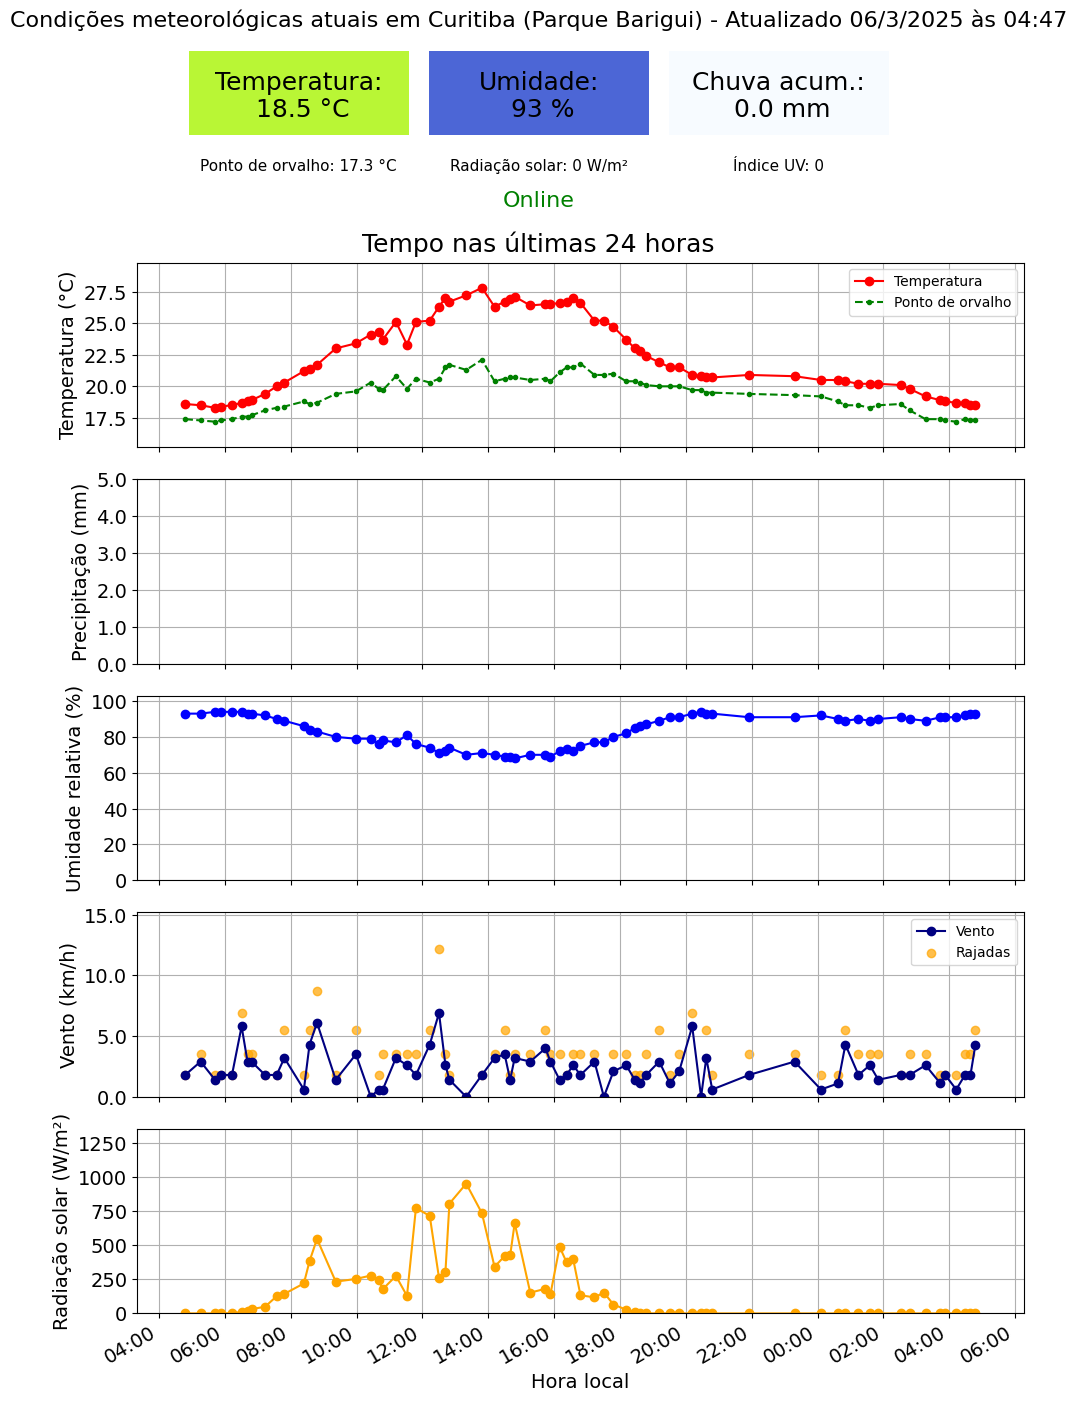 Condições meteorológicas atuais em Curitiba (Parque Barigui) - Atualizado 06/3/2025 às 04:47
Temperatura:
18.5 °C
Umidade:
93 %
Chuva acum.:
0.0 mm
Ponto de orvalho: 17.3 °C
Radiação solar: 0 W/m²
Índice UV: 0
Online
Tempo nas últimas 24 horas
Temperatura (°C)
27.5
25.0
22.5
20.0
17.5
Temperatura
Ponto de orvalho
Precipitação (mm)
5.0
4.0
3.0
2.0
1.0
0.0
Umidade relativa (%)
100
80
60
40
20
0
Vento (km/h)
15.0
10.0
5.0
0.0
Vento
Rajadas
Radiação solar (W/m²)
1250
1000
750
500
250
0
04:00 06:00 08:00 10:00 12:00 14:00 16:00 18:00 20:00 22:00 00:00 02:00 04:00 06:00
Hora local